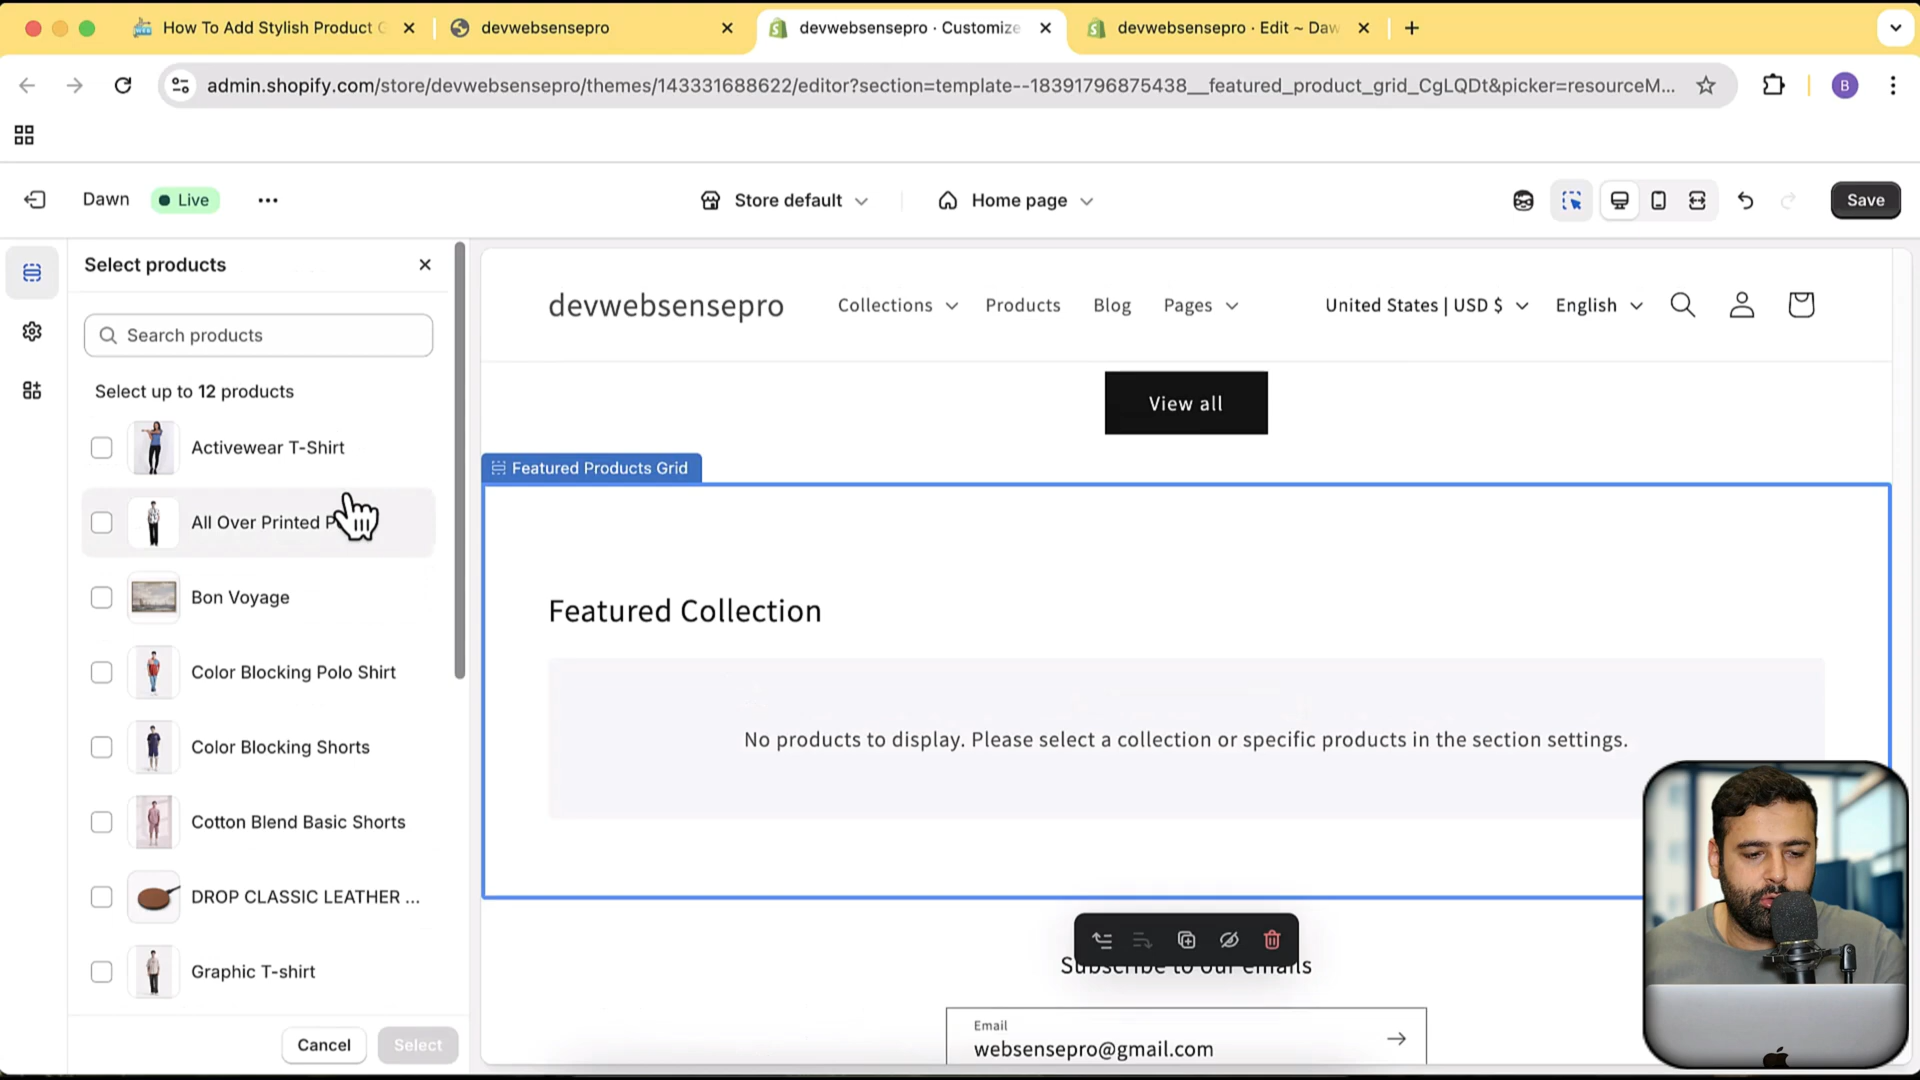 How To Add Stylish Product G
devwebsensepro
devwebsensepro · Customize
devwebsensepro · Edit ~ Daw
admin.shopify.com/store/devwebsensepro/themes/143331688622/editor?section=template--18391796875438__featured_product_grid_CgLQDt&picker=resourceM...
B
Dawn
Live
Store default
Home page
Save
Select products
Search products
Select up to 12 products
Activewear T-Shirt
All Over Printed P
Bon Voyage
Color Blocking Polo Shirt
Color Blocking Shorts
Cotton Blend Basic Shorts
DROP CLASSIC LEATHER ...
Graphic T-shirt
Cancel
Select
devwebsensepro
Collections
Products
Blog
Pages
United States | USD $
English
View all
Featured Products Grid
Featured Collection
No products to display. Please select a collection or specific products in the section settings.
Subscribe to our emails
Email
websensepro@gmail.com